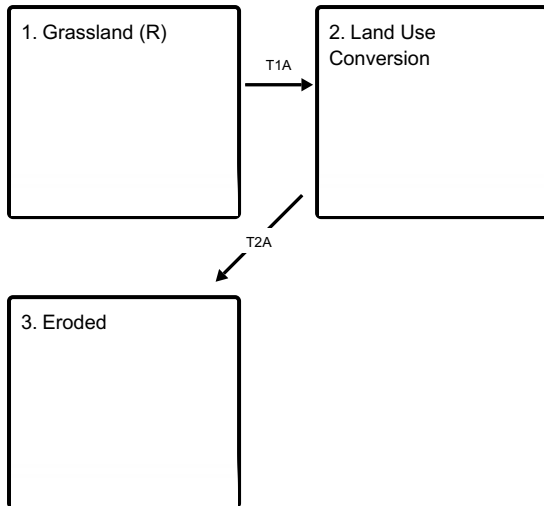 1. Grassland (R)
T1A
2. Land Use
Conversion
T2A
3. Eroded